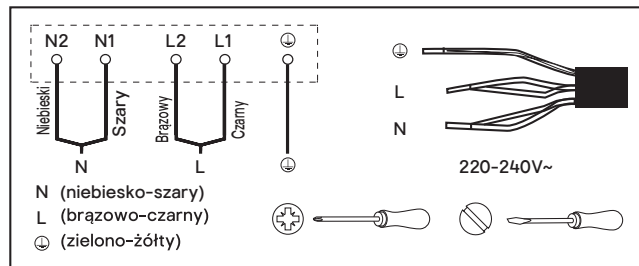 N2 N1 L2 L1
Niebieski
Szary
Brązowy
Czarny
N L
N (niebiesko-szary)
L (brązowo-czarny)
(zielono-żółty)
L
N
220-240V~